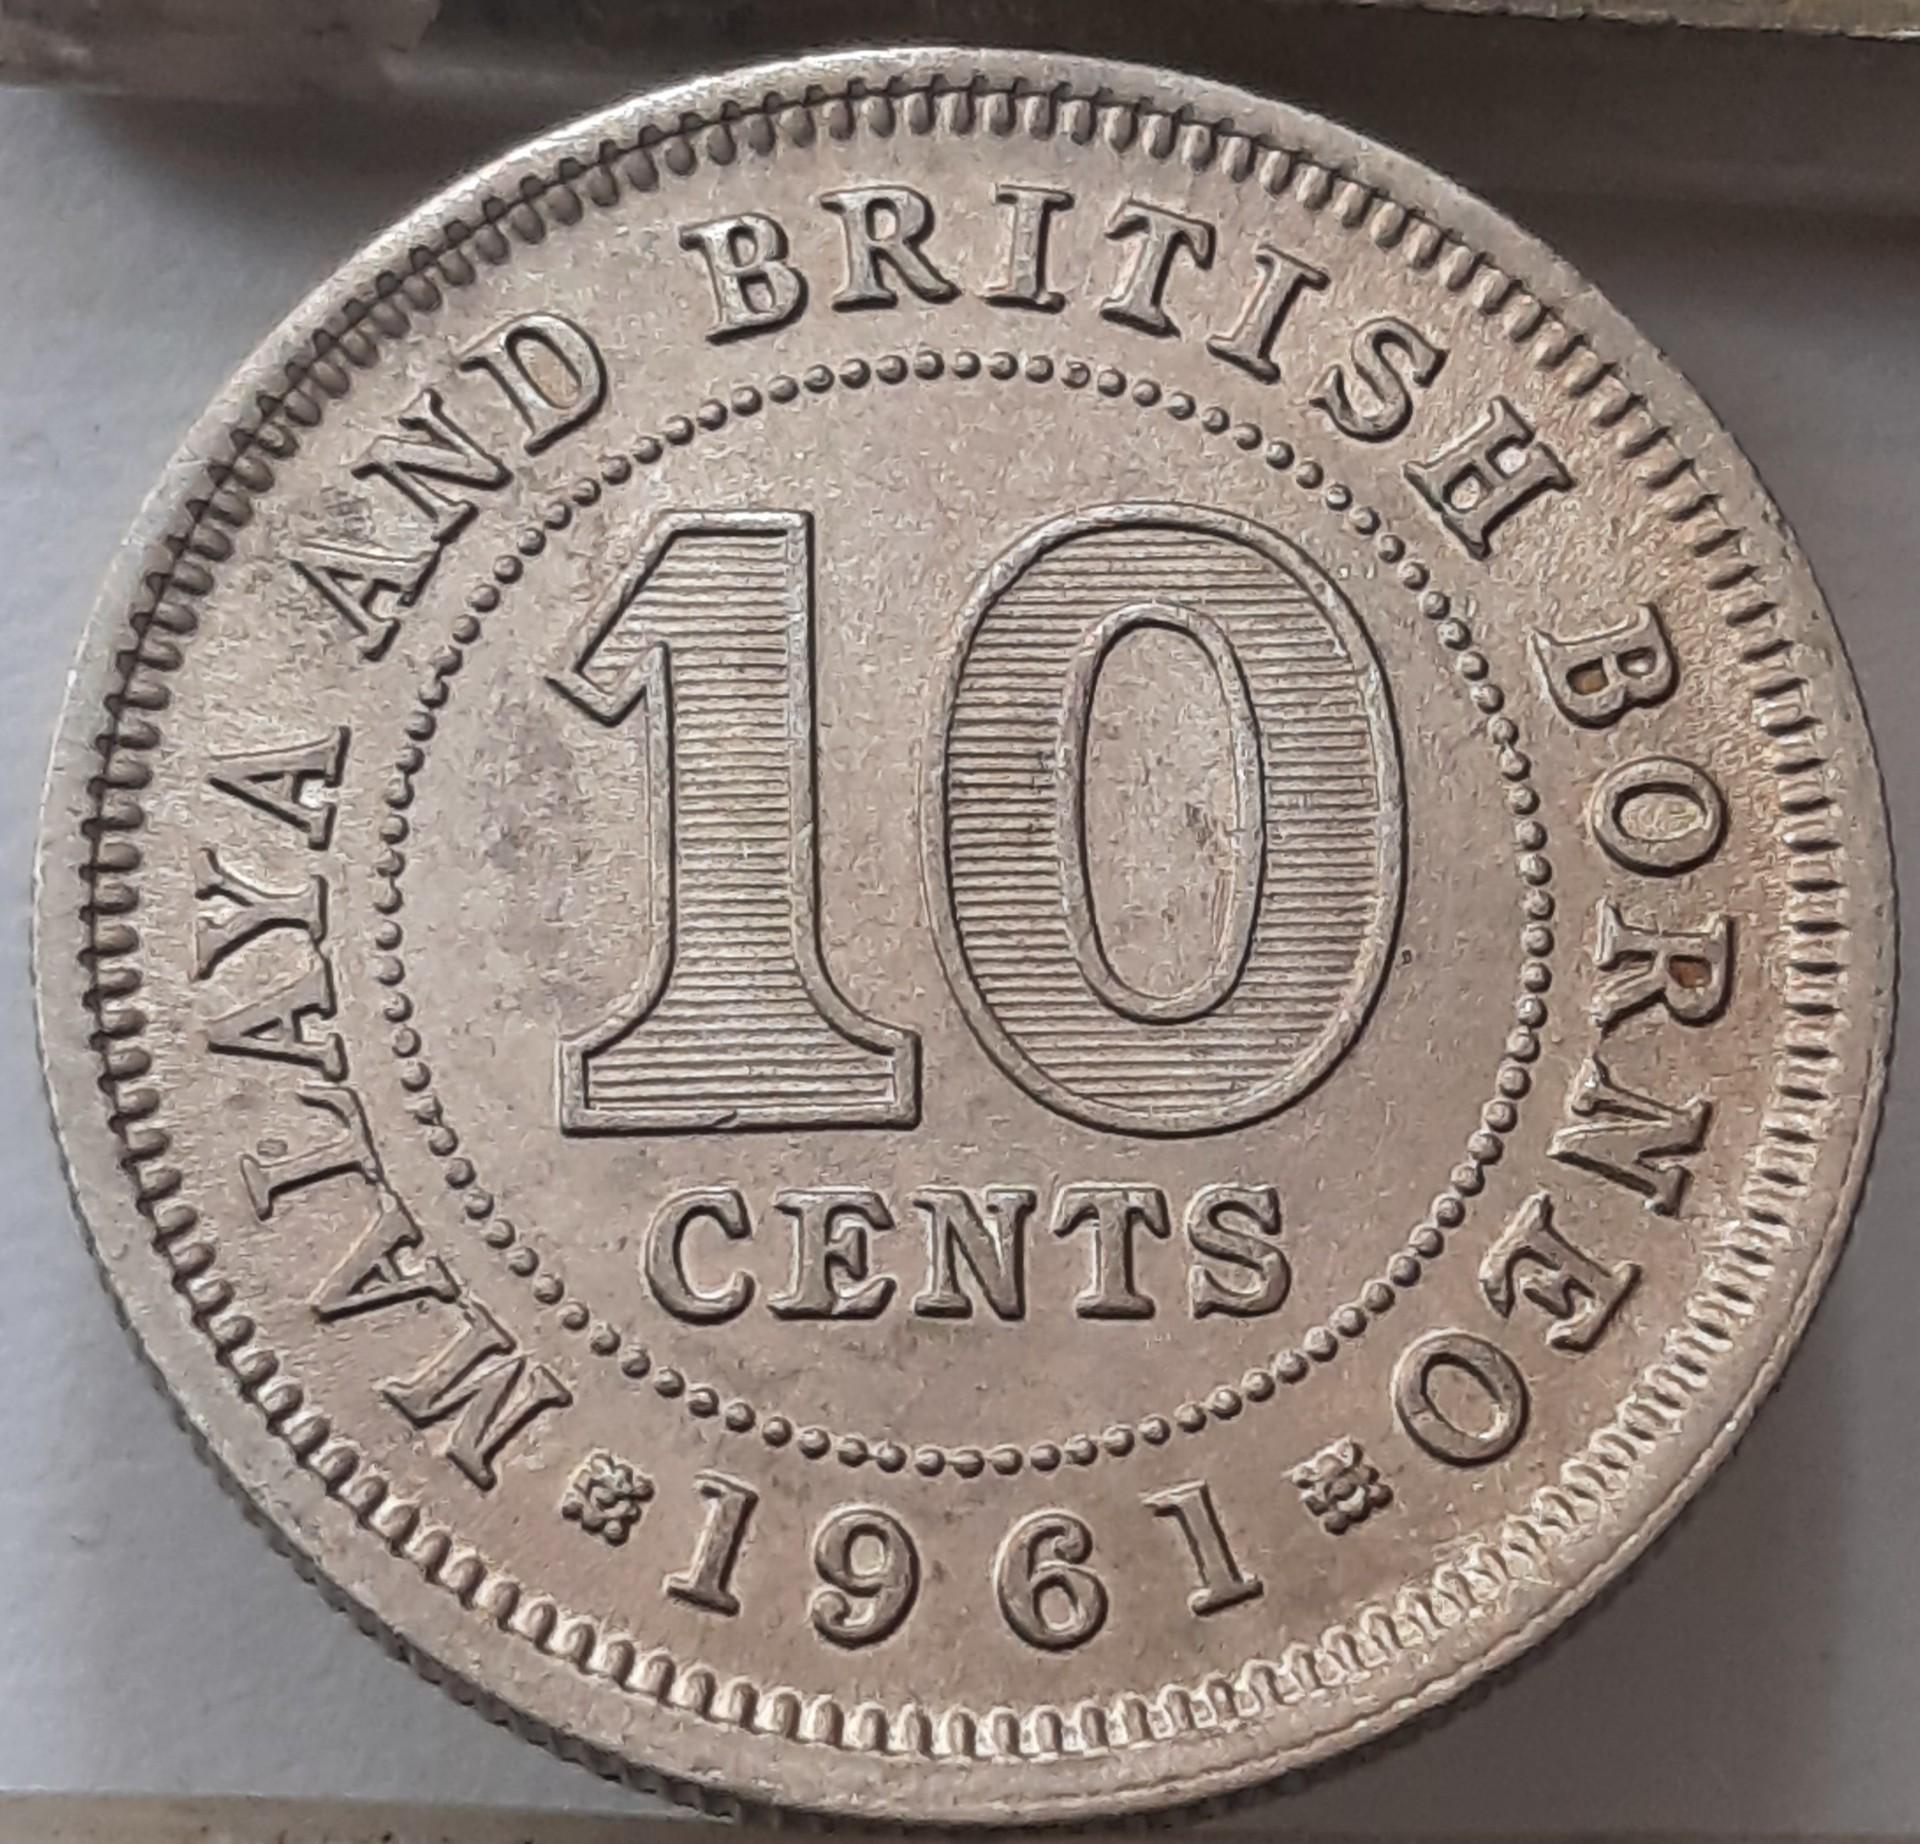 MALAYA AND BRITISH BORNEO
10
CENTS
1961